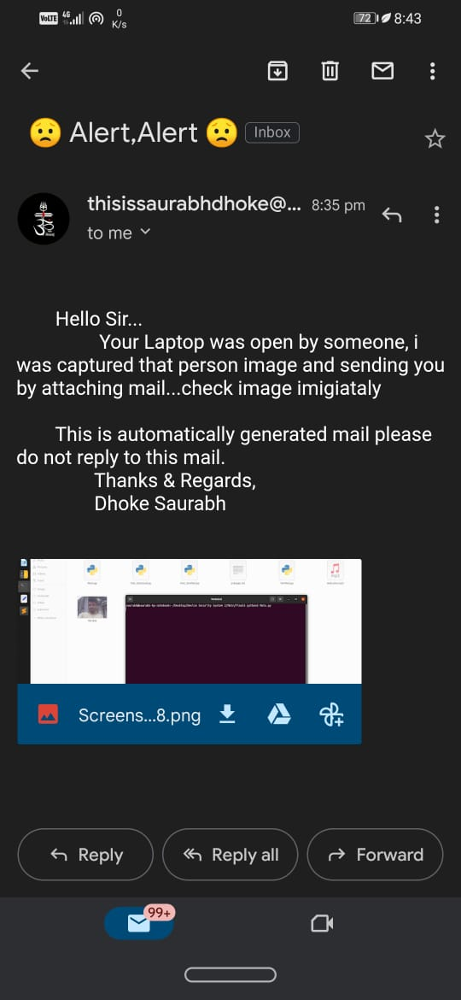 VoLTE 4G 0 K/s 72 8:43
😟 Alert,Alert 😟 Inbox
thisissaurabhdhoke@... 8:35 pm
to me
Hello Sir...
Your Laptop was open by someone, i
was captured that person image and sending you
by attaching mail...check image imigiataly
This is automatically generated mail please
do not reply to this mail.
Thanks & Regards,
Dhoke Saurabh
Screens...8.png
Reply Reply all Forward
99+